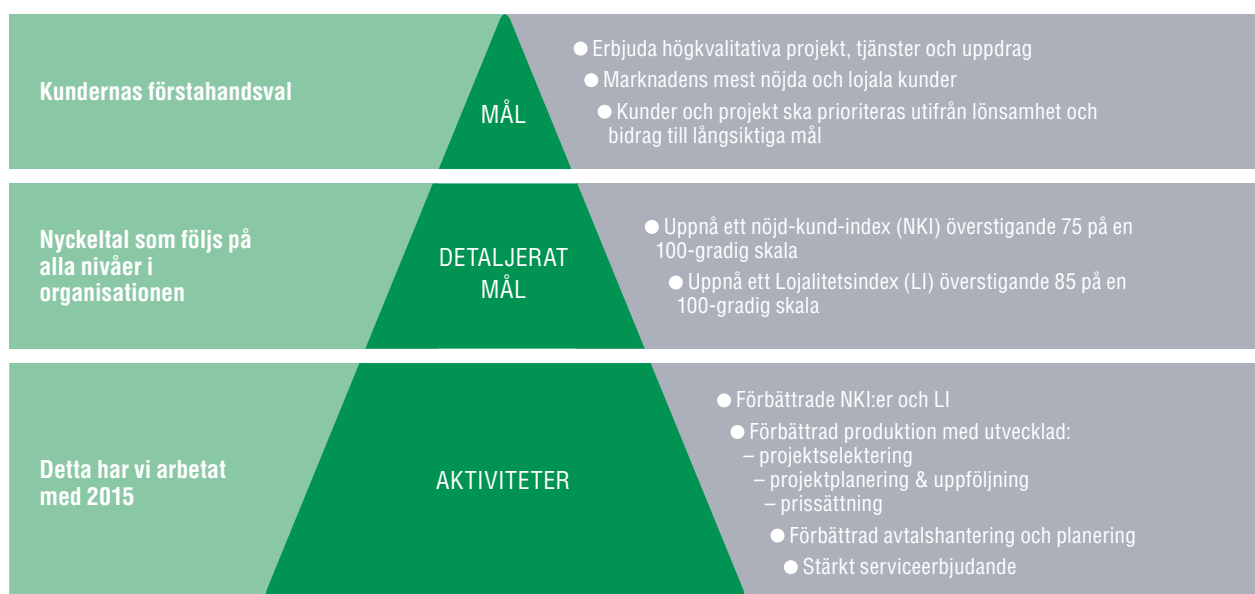 Kundernas förstahandsval
MÅL
● Erbjuda högkvalitativa projekt, tjänster och uppdrag
● Marknadens mest nöjda och lojala kunder
● Kunder och projekt ska prioriteras utifrån lönsamhet och
bidrag till långsiktiga mål
Nyckeltal som följs på
alla nivåer i
organisationen
DETALJERAT
MÅL
● Uppnå ett nöjd-kund-index (NKI) överstigande 75 på en
100-gradig skala
● Uppnå ett Lojalitetsindex (LI) överstigande 85 på en
100-gradig skala
Detta har vi arbetat
med 2015
AKTIVITETER
● Förbättrade NKI:er och LI
● Förbättrad produktion med utvecklad:
– projektselektering
– projektplanering & uppföljning
– prissättning
● Förbättrad avtalshantering och planering
● Stärkt serviceerbjudande